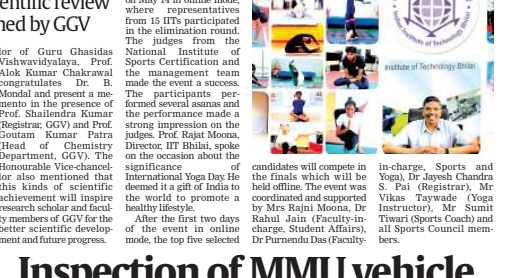 entific review
ned by GGV
lor of Guru Ghasidas
Vishwavidyalaya, Prof.
Alok Kumar Chakrawal
congratulates Dr. B.
Mondal and present a me-
mento in the presence of
Prof. Shailendra Kumar
(Registrar, GGV) and Prof.
Goutam Kumar Patra
(Head of Chemistry
Department, GGV). The
Honourable Vice-chancel-
lor also mentioned that
this kinds of scientific
achievement will inspire
research scholar and facul-
ty members of GGV for the
better scientific develop-
ment and future progress.
on May 14 in online mode,
where representatives
from 15 IITs participated
in the elimination round.
The judges from the
National Institute of
Sports Certification and
the management team
made the event a success.
The participants per-
formed several asanas and
the performance made a
strong impression on the
judges. Prof. Rajat Moona,
Director, IIT Bhilai, spoke
on the occasion about the
significance of
International Yoga Day. He
deemed it a gift of India to
the world to promote a
healthy lifestyle.
After the first two days
of the event in online
mode, the top five selected
Institute of Technology Bhilai
candidates will compete in
the finals which will be
held offline. The event was
coordinated and supported
by Mrs Rajni Moona, Dr
Rahul Jain (Faculty-in-
charge, Student Affairs),
Dr Purnendu Das (Faculty-
in-charge, Sports and
Yoga), Dr Jayesh Chandra
S. Pai (Registrar), Mr
Vikas Taywade (Yoga
Instructor), Mr Sumit
Tiwari (Sports Coach) and
all Sports Council mem-
bers.
Inspection of MMU vehicle